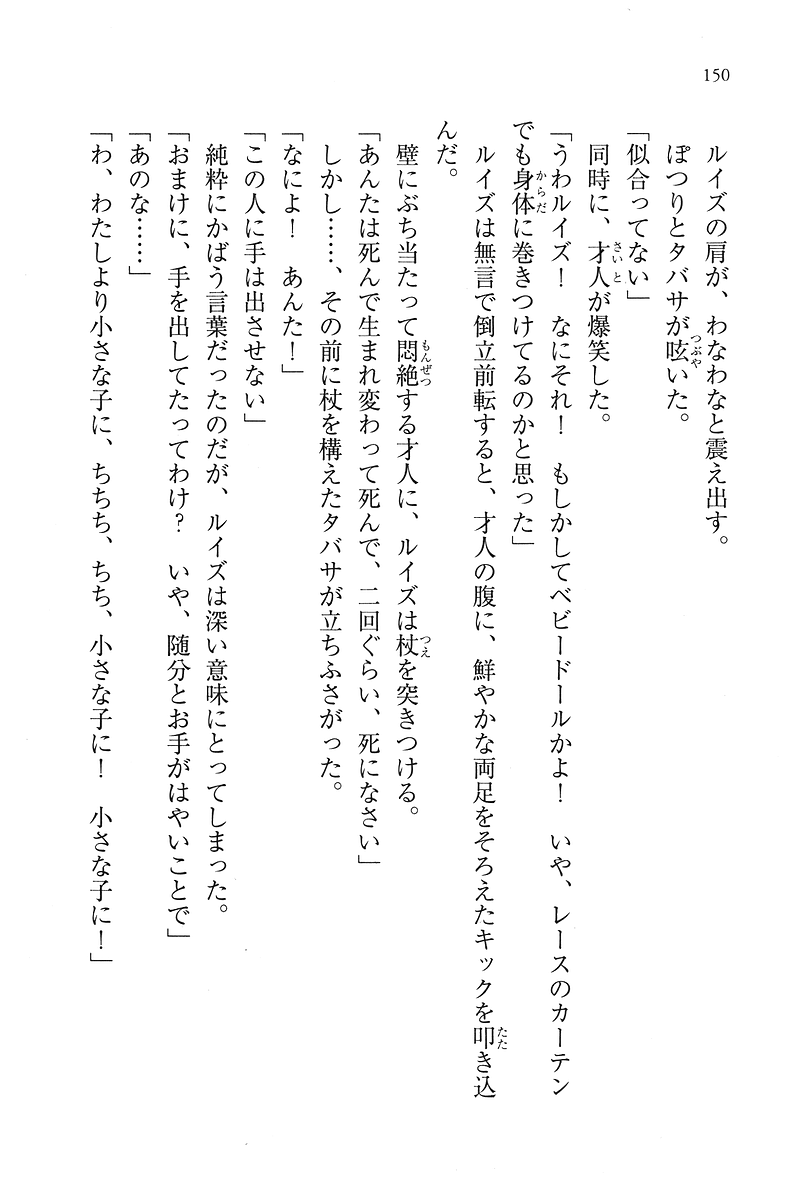 150
ルイズの肩が、わなわなと震え出す。
ぽつりとタバサが呟いた。
「似合ってない」
同時に、才人が爆笑した。
「うわルイズ！　なにそれ！　もしかしてベビードールかよ！　いや、レースのカーテン
でも身体に巻きつけてるのかと思った」
ルイズは無言で倒立前転すると、才人の腹に、鮮やかな両足をそろえたキックを叩き込
んだ。
壁にぶち当たって悶絶する才人に、ルイズは杖を突きつける。
「あんたは死んで生まれ変わって死んで、二回ぐらい、死になさい」
しかし……、その前に杖を構えたタバサが立ちふさがった。
「なによ！　あんた！」
「この人に手は出させない」
純粋にかばう言葉だったのだが、ルイズは深い意味にとってしまった。
「おまけに、手を出してたってわけ？　いや、随分とお手がはやいことで」
「あのな……」
「わ、わたしより小さな子に、ちちち、ちち、小さな子に！　小さな子に！」